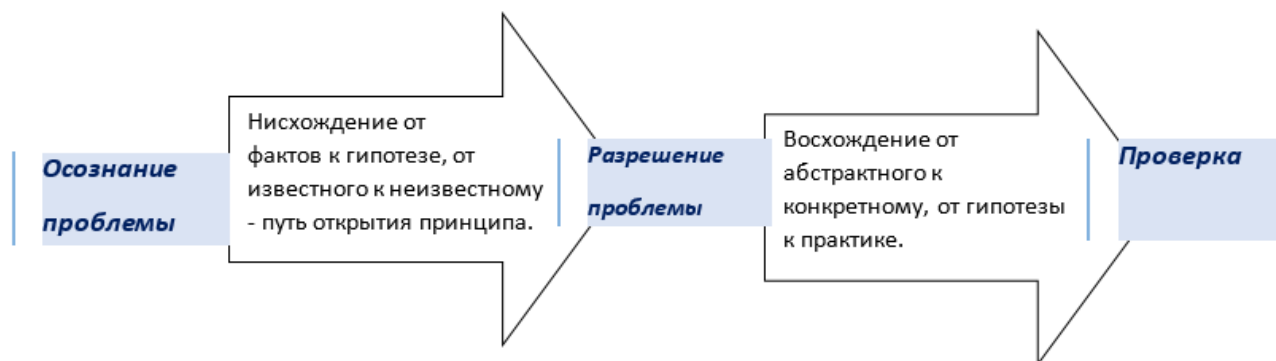 Осознание
проблемы
Нисхождение от
фактов к гипотезе, от
известного к неизвестному
- путь открытия принципа.
Разрешение
проблемы
Восхождение от
абстрактного к
конкретному, от гипотезы
к практике.
Проверка